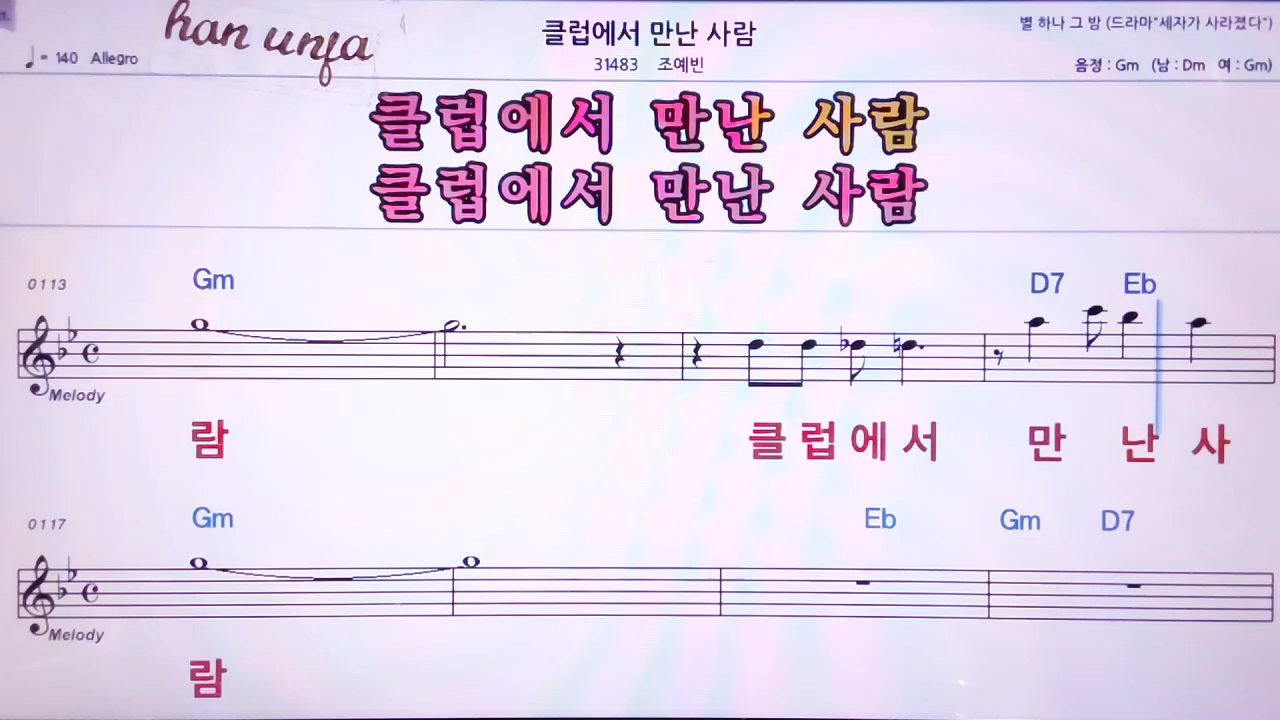 han unja
클럽에서 만난 사람
별 하나 그 밤 (드라마"세자가 사라졌다")
♩ = 140 Allegro
31483 조예빈
음정 : Gm (남 : Dm 여 : Gm)
클럽에서 만난 사람
클럽에서 만난 사람
0113 Gm D7 Eb
Melody
람 클 럽 에 서 만 난 사
0117 Gm Eb Gm D7
Melody
람